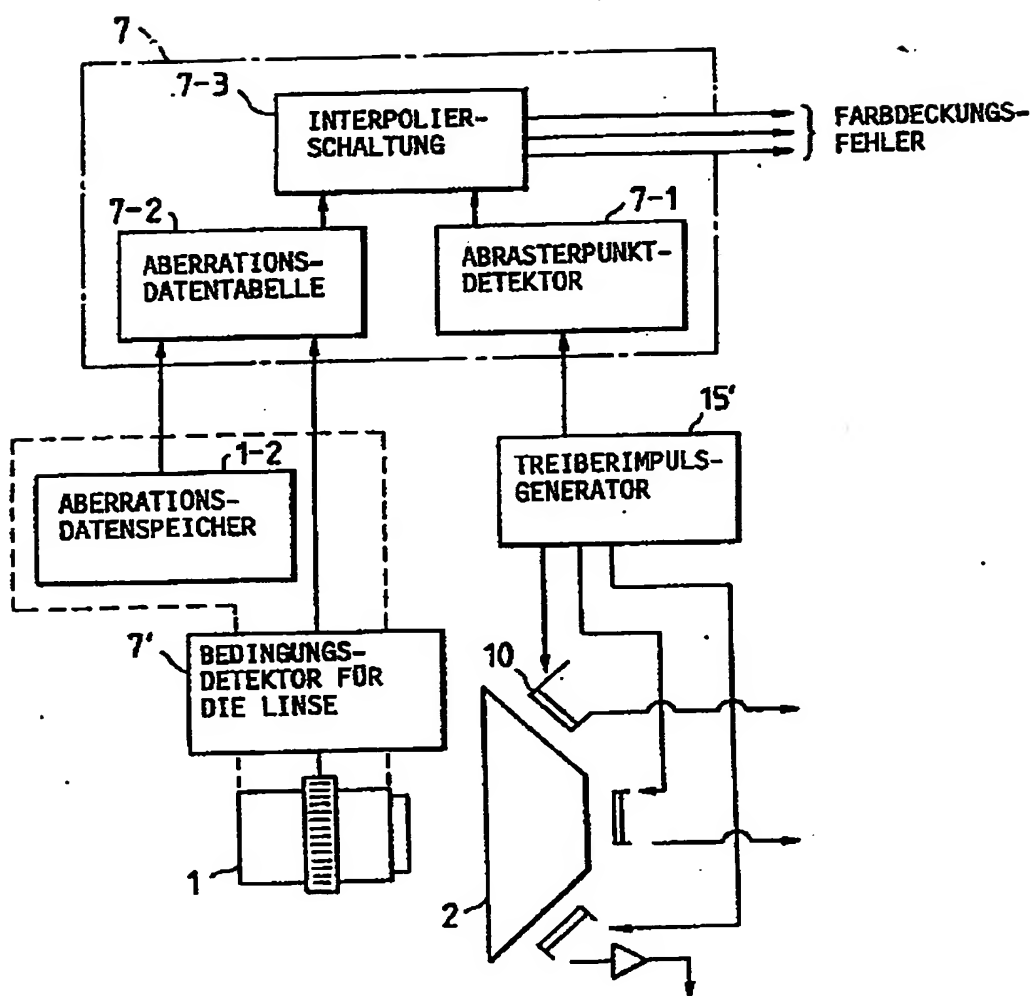 7
7-3
INTERPOLIER-
SCHALTUNG
FARBDECKUNGS-
FEHLER
7-2
7-1
ABERRATIONS-
DATENTABELLE
ABRASTERPUNKT-
DETEKTOR
15'
1-2
TREIBERIMPULS-
GENERATOR
ABERRATIONS-
DATENSPEICHER
7'
BEDINGUNGS-
DETEKTOR FÜR
DIE LINSE
10
1
2